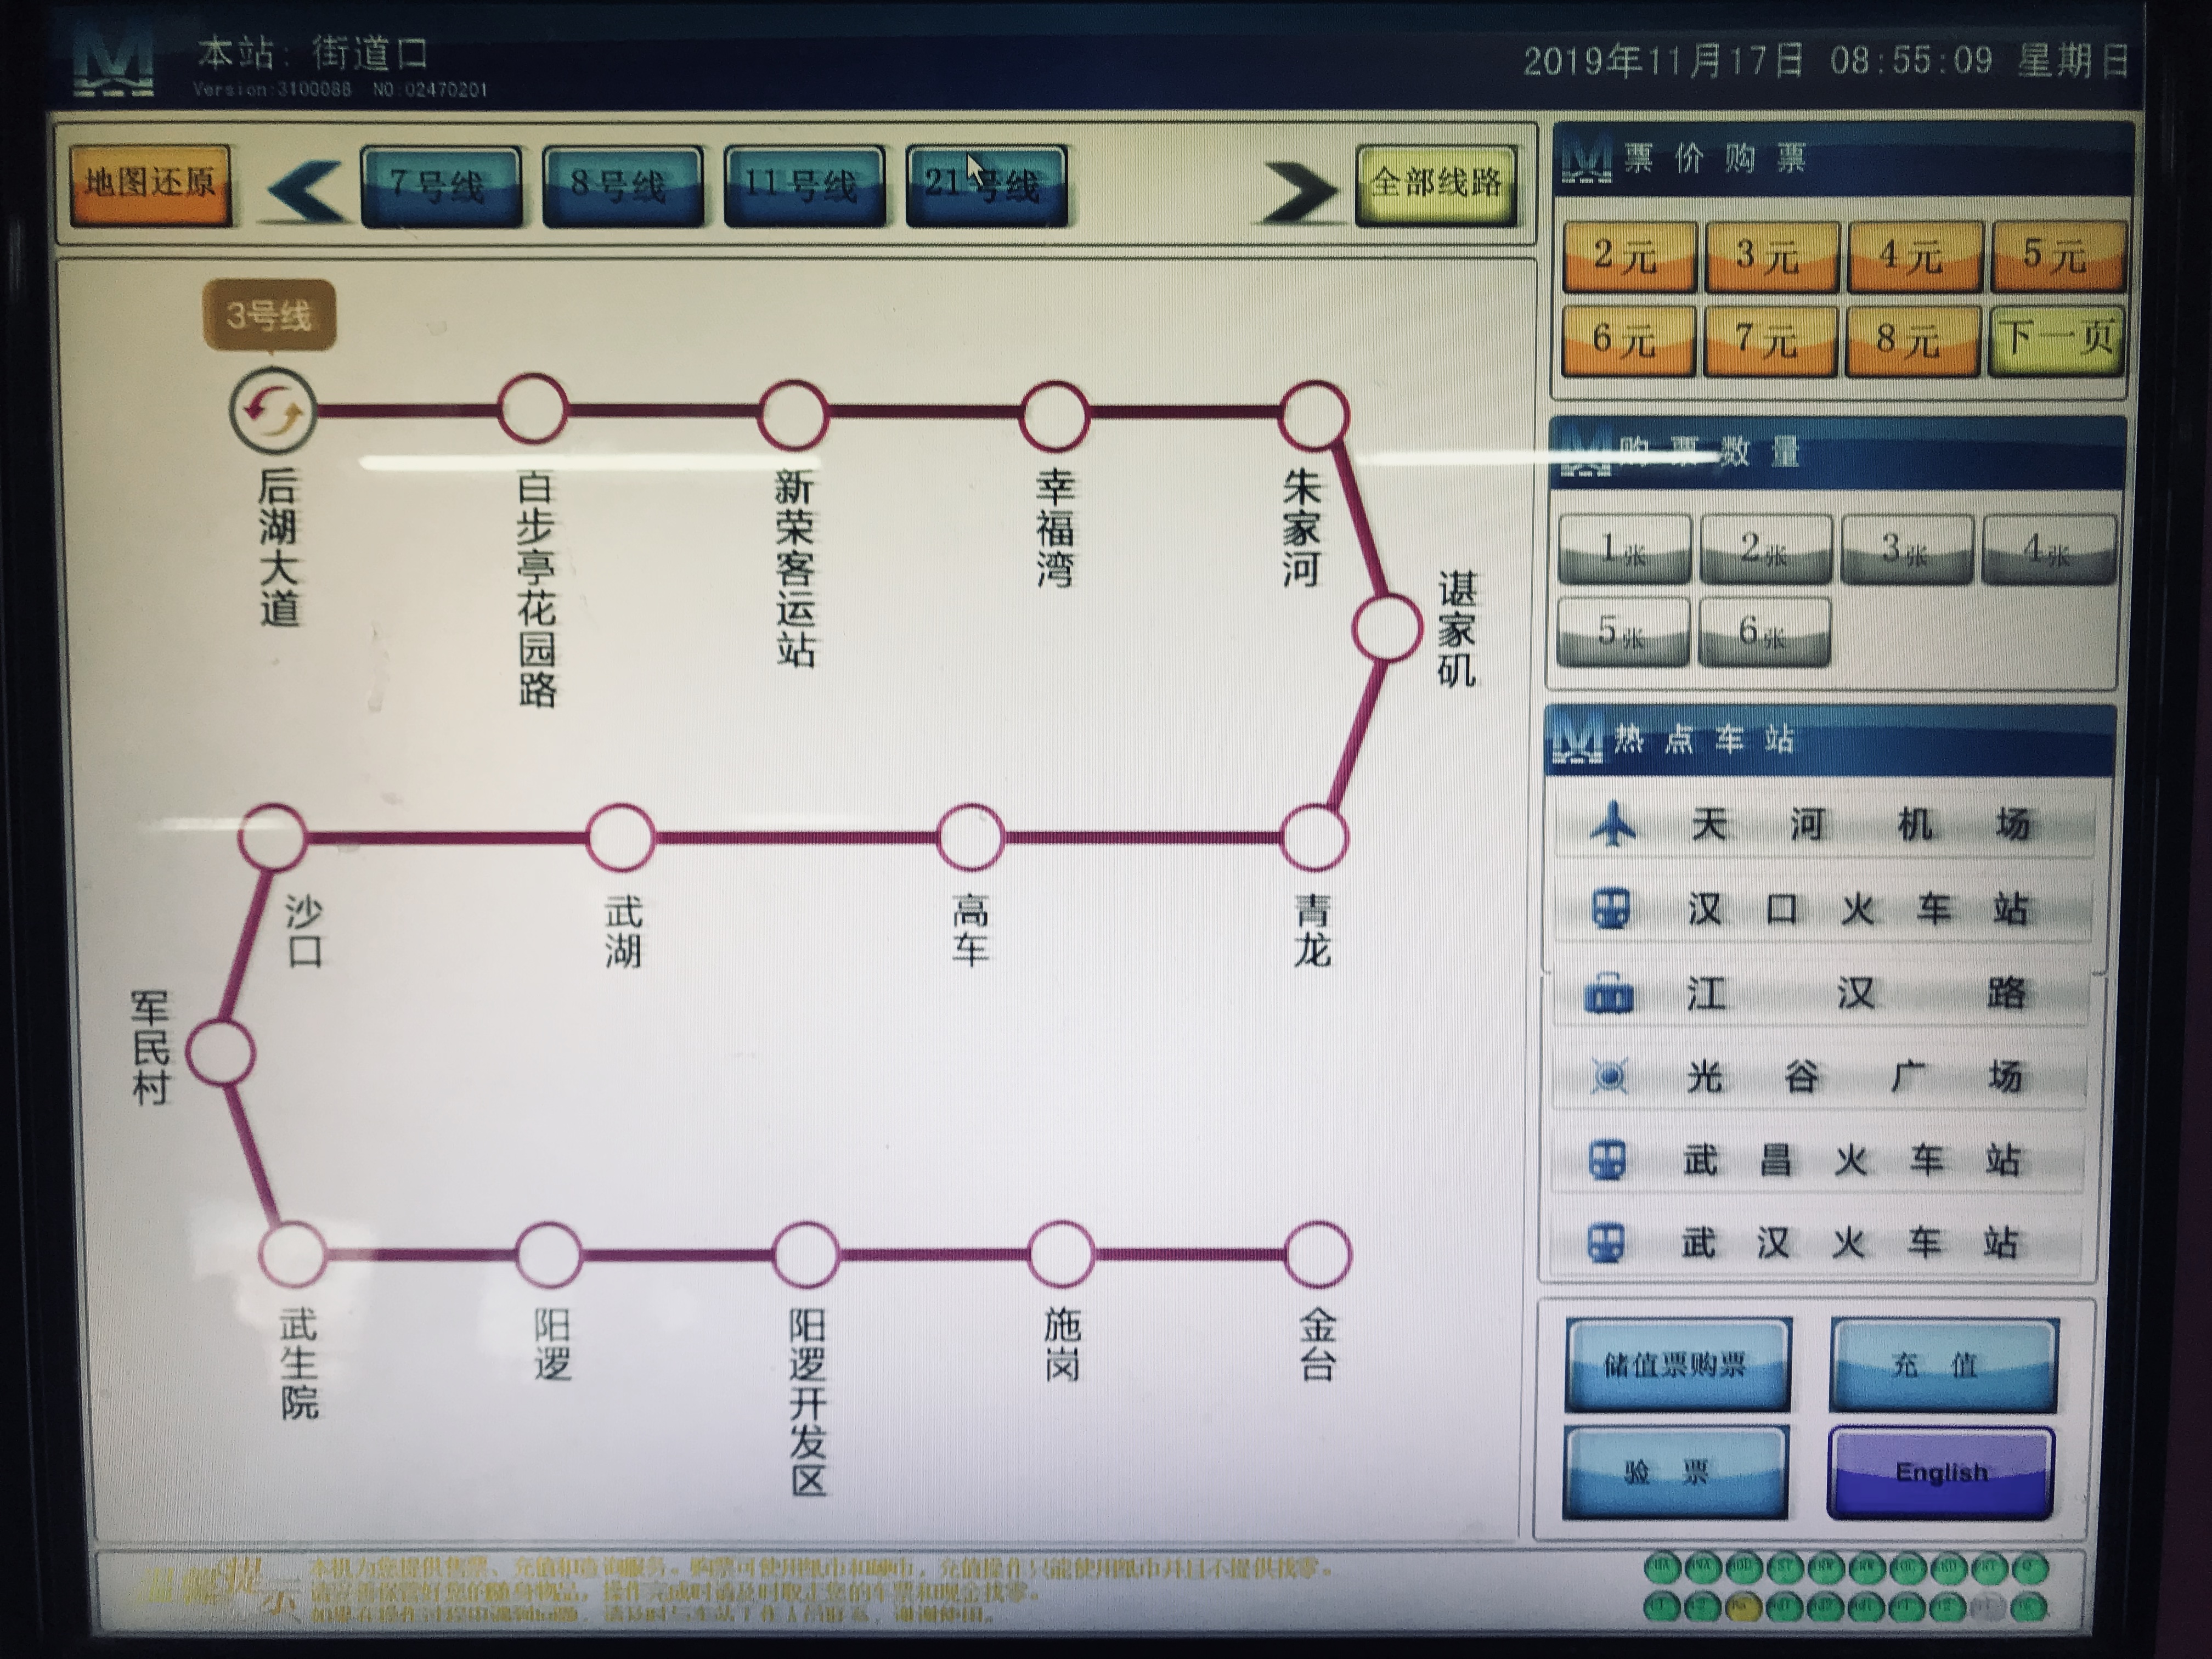 本站: 街道口
Version:3100088 NO:02470201
2019年11月17日 08:55:09 星期日
地图还原
7号线
8号线
11号线
21号线
全部线路
3号线
后湖大道
百步亭花园路
新荣客运站
幸福湾
朱家河
谌家矶
青龙
高车
武湖
沙口
军民村
武生院
阳逻
阳逻开发区
施岗
金台
票价购票
2元
3元
4元
5元
6元
7元
8元
下一页
购票数量
1张
2张
3张
4张
5张
6张
热点车站
天河机场
汉口火车站
江汉路
光谷广场
武昌火车站
武汉火车站
储值票购票
充值
验票
English
温馨提示
本机为您提供售票、充值和查询服务。购票可使用纸币和硬币，充值操作只能使用纸币并且不提供找零。
请妥善保管好您的随身物品，操作完成时请及时取走您的车票和现金找零。